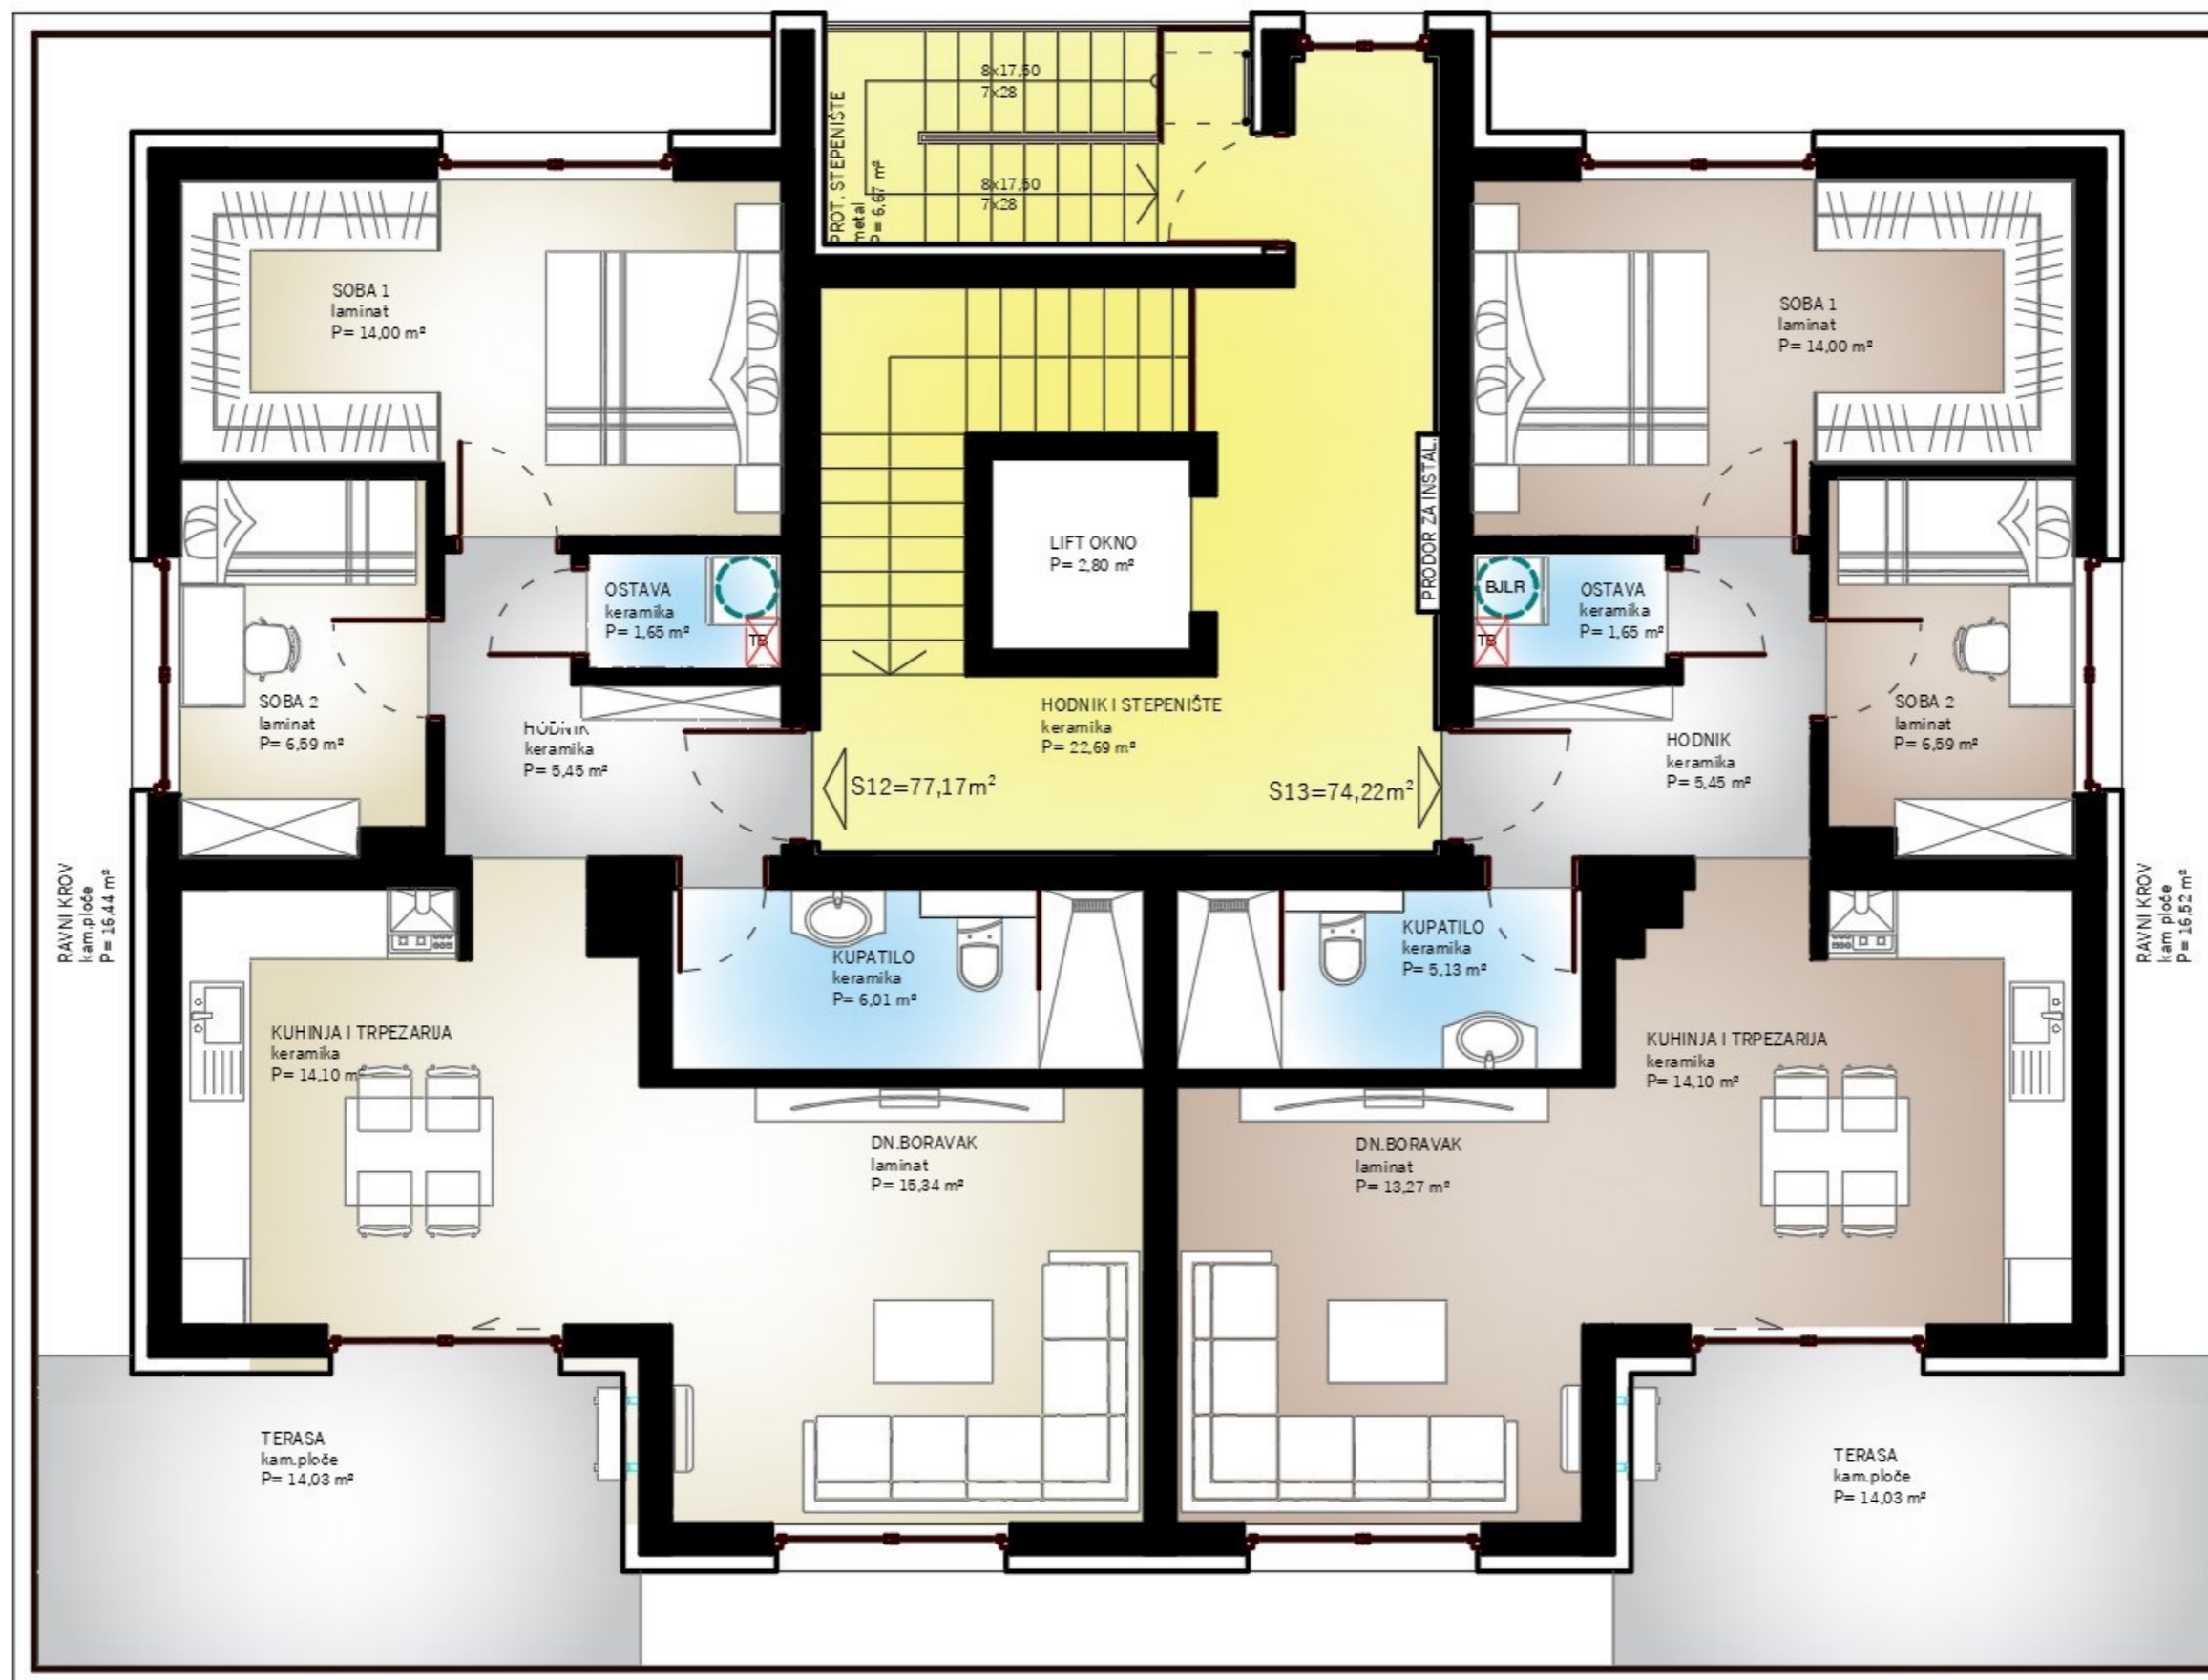 8x17,50
7x28
PROT. STEPENIŠTE
metal
P= 6,67 m²
8x17,50
7x28
SOBA 1
laminat
P= 14,00 m²
SOBA 1
laminat
P= 14,00 m²
LIFT OKNO
P= 2,80 m²
PRODOR ZA INSTAL.
OSTAVA
keramika
P= 1,65 m²
TB
BJLR
TB
OSTAVA
keramika
P= 1,65 m²
SOBA 2
laminat
P= 6,59 m²
HODNIK
keramika
P= 5,45 m²
HODNIK I STEPENIŠTE
keramika
P= 22,69 m²
S12=77,17m²
S13=74,22m²
HODNIK
keramika
P= 5,45 m²
SOBA 2
laminat
P= 6,59 m²
RAVNI KROV
kam.ploče
P= 16,44 m²
KUPATILO
keramika
P= 6,01 m²
KUPATILO
keramika
P= 5,13 m²
RAVNI KROV
kam ploče
P= 16,52 m²
KUHINJA I TRPEZARIJA
keramika
P= 14,10 m
KUHINJA I TRPEZARIJA
keramika
P= 14,10 m²
DN.BORAVAK
laminat
P= 15,34 m²
DN.BORAVAK
laminat
P= 13,27 m²
TERASA
kam.ploče
P= 14,03 m²
TERASA
kam.ploče
P= 14,03 m²